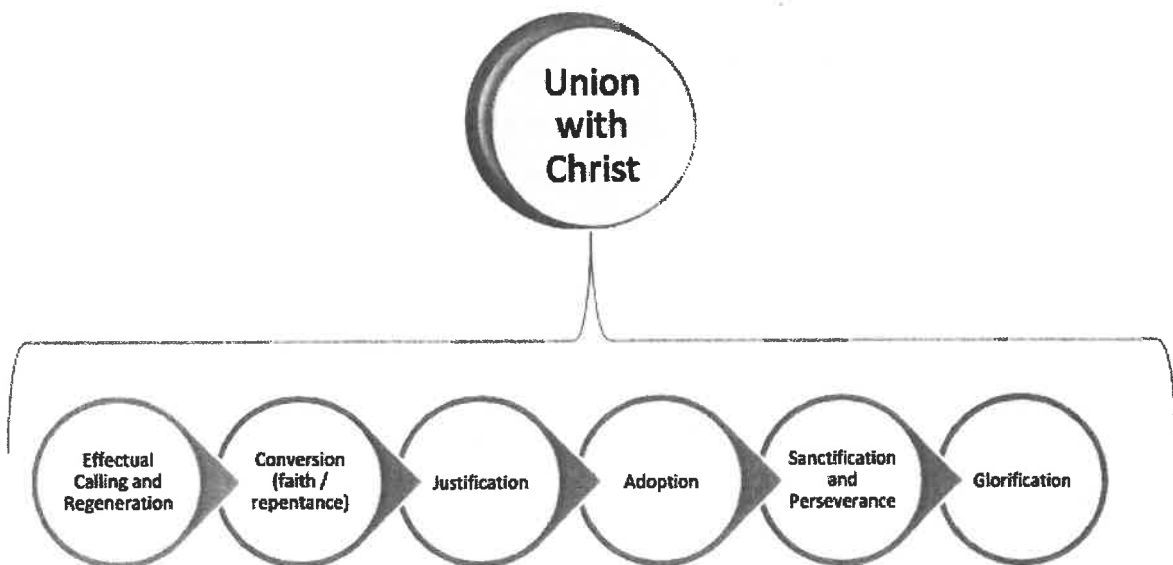 Union
with
Christ
Effectual
Calling and
Regeneration
Conversion
(faith /
repentance)
Justification
Adoption
Sanctification
and
Perseverance
Glorification